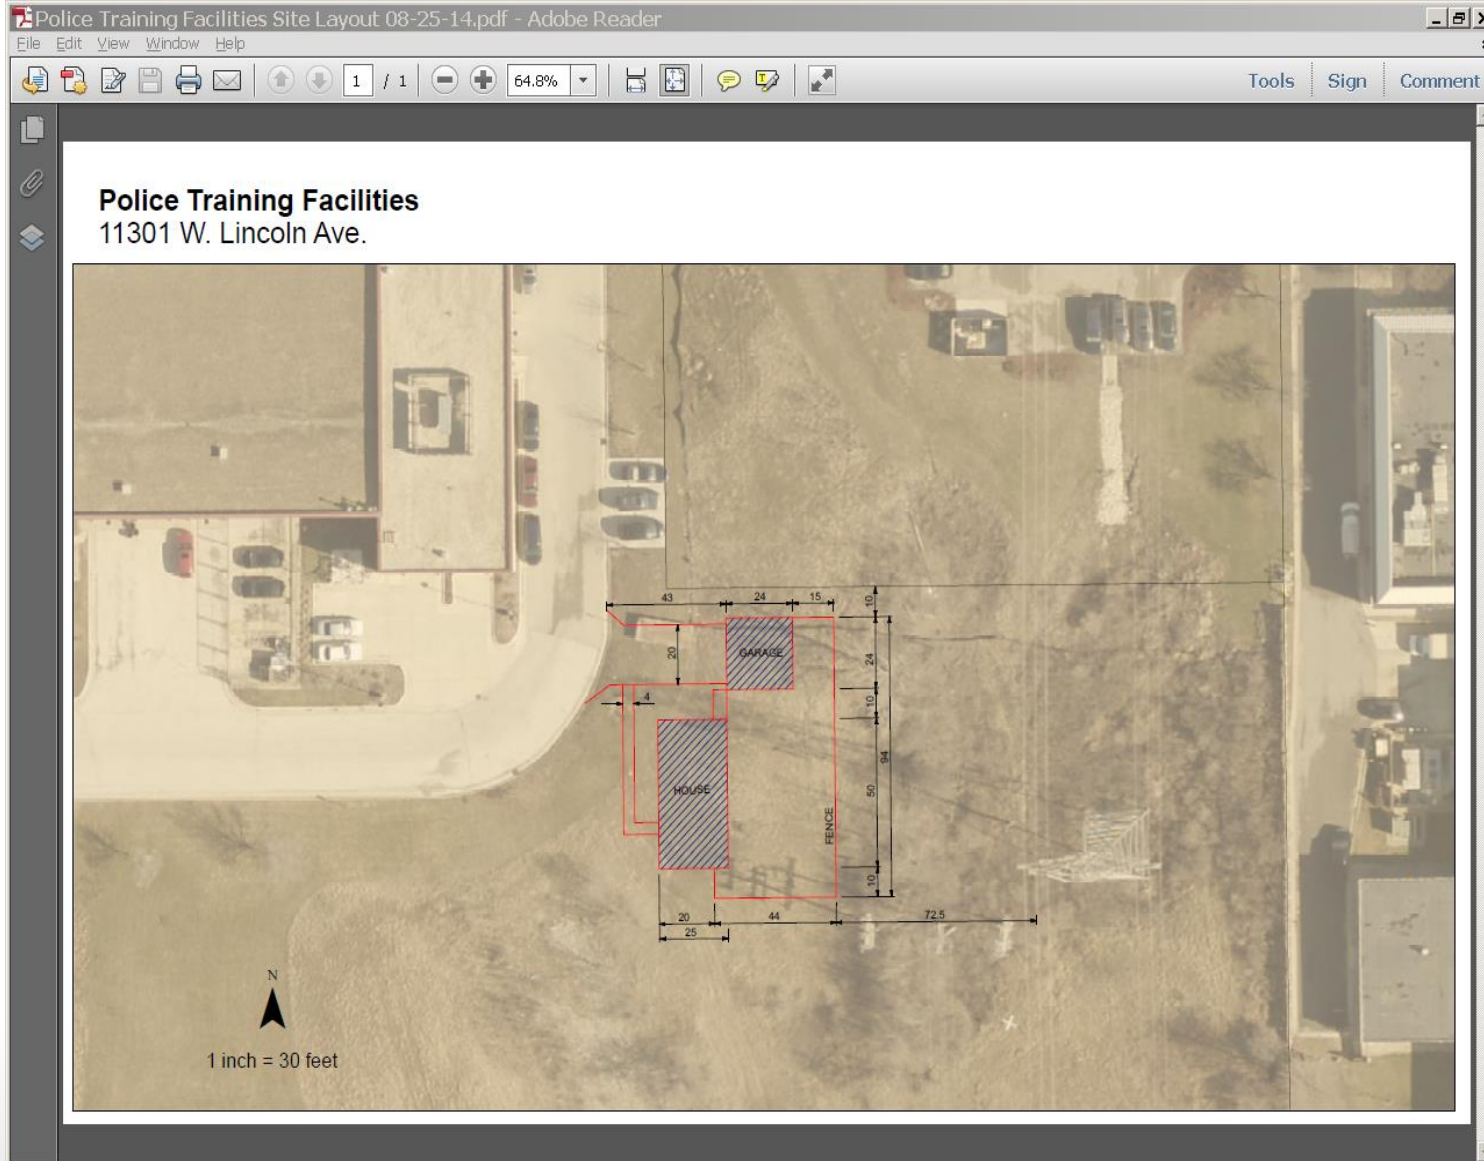 Police Training Facilities Site Layout 08-25-14.pdf - Adobe Reader
File Edit View Window Help
1 / 1 64.8% Tools Sign Comment
Police Training Facilities
11301 W. Lincoln Ave.
43 24 15 10
20 GARAGE 24
4 10
94
HOUSE 50
FENCE
10
20 44 72.5
25
N
1 inch = 30 feet